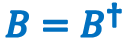 B = B†